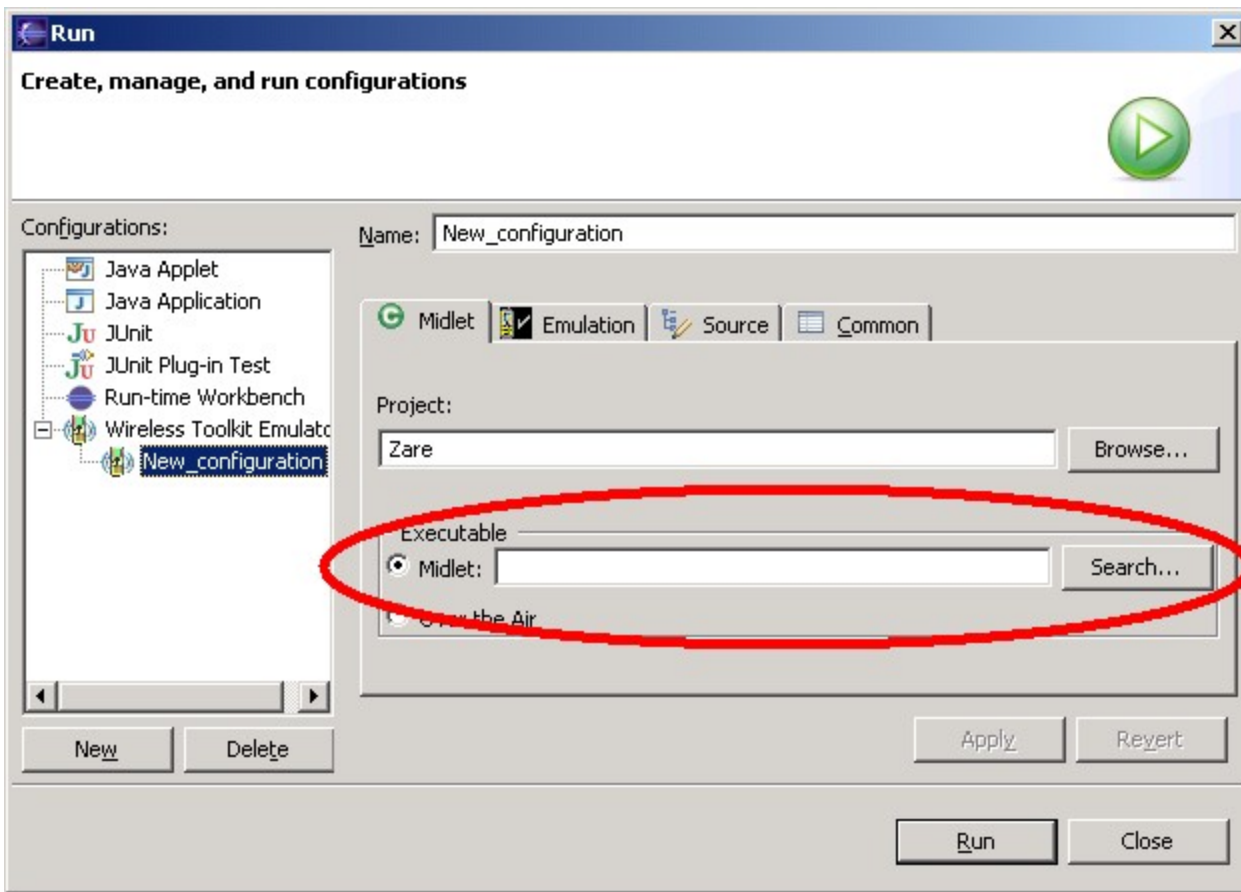 Run
Create, manage, and run configurations
Configurations:
Java Applet
Java Application
JUnit
JUnit Plug-in Test
Run-time Workbench
Wireless Toolkit Emulato
New_configuration
New
Delete
Name: New_configuration
Midlet Emulation Source Common
Project:
Zare Browse...
Executable
Midlet: Search...
Over the Air
Apply Revert
Run Close